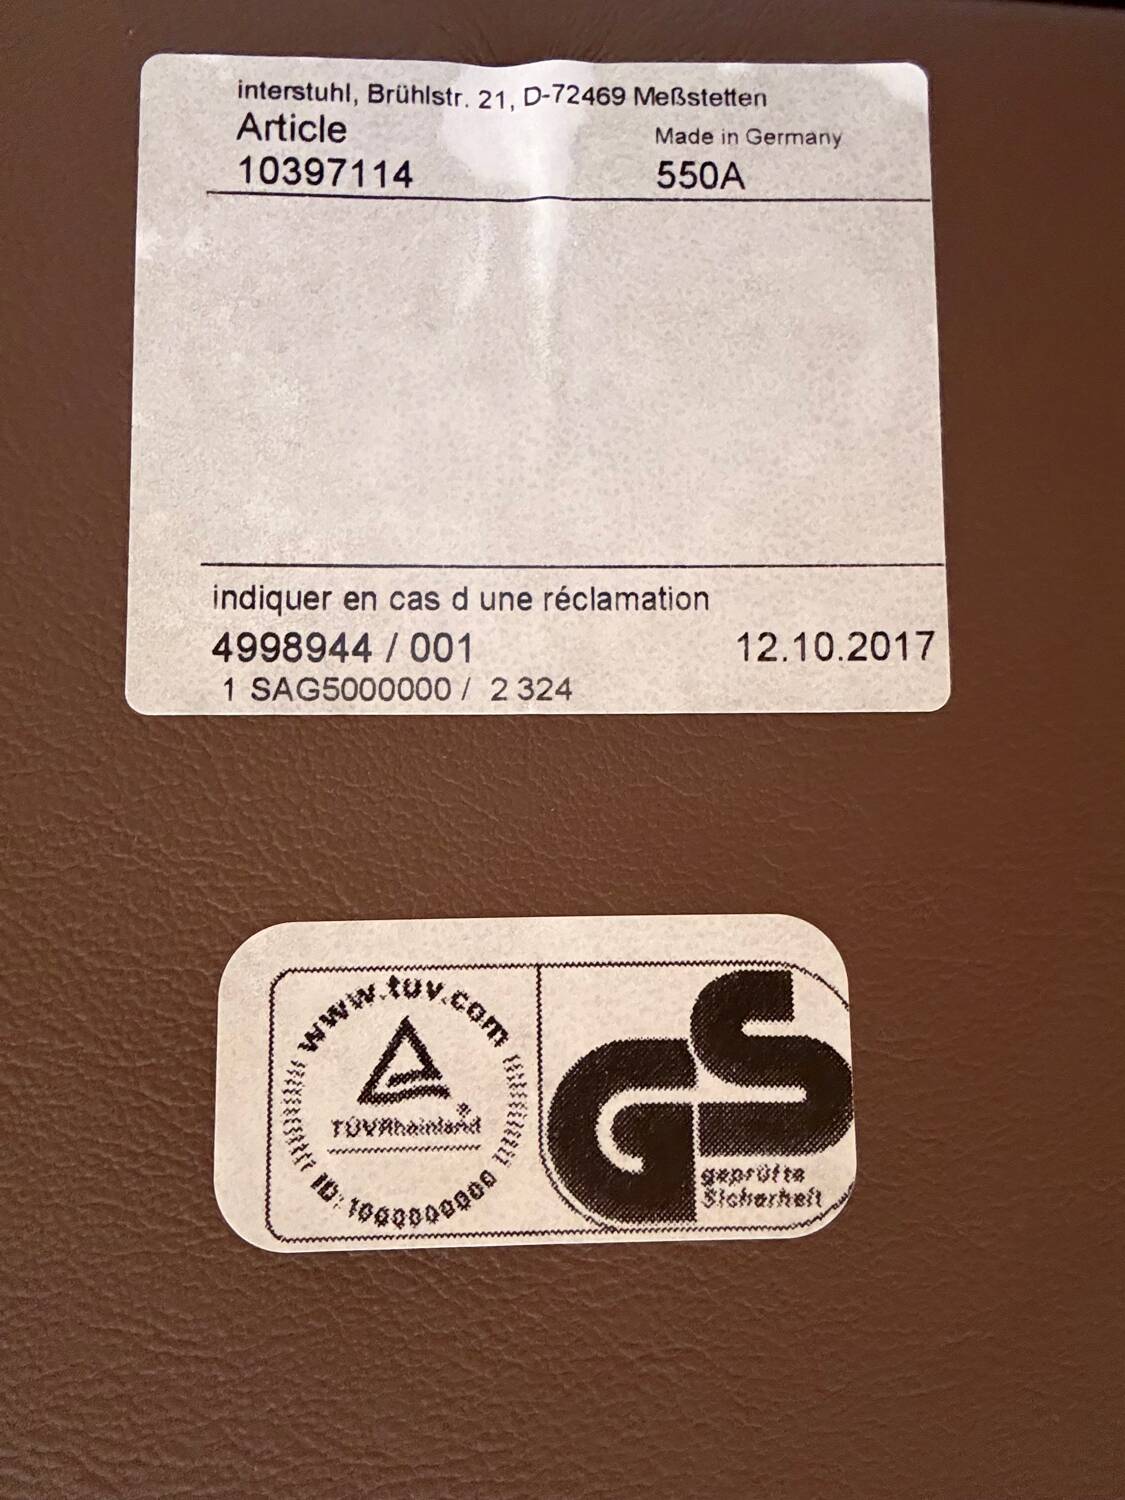 interstuhl, Brühlstr. 21, D-72469 Meßstetten
Article
Made in Germany
10397114
550A
indiquer en cas d une réclamation
4998944 / 001
12.10.2017
1 SAG5000000 / 2 324
www.tuv.com
TÜVRheinland
®
ID: 1000000000
GS
geprüfte
Sicherheit